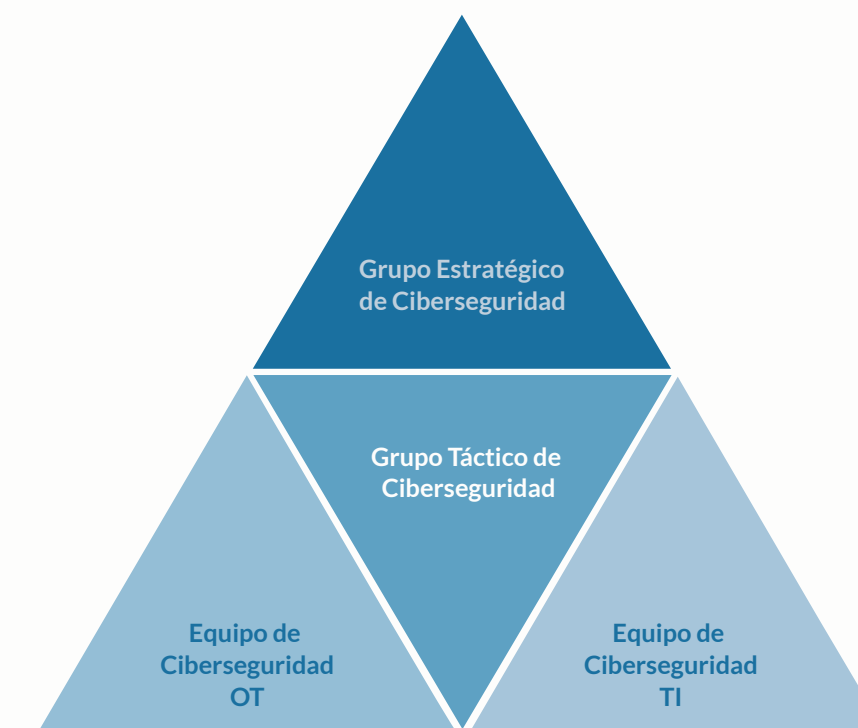 Grupo Estratégico
de Ciberseguridad
Grupo Táctico de
Ciberseguridad
Equipo de
Ciberseguridad
OT
Equipo de
Ciberseguridad
TI